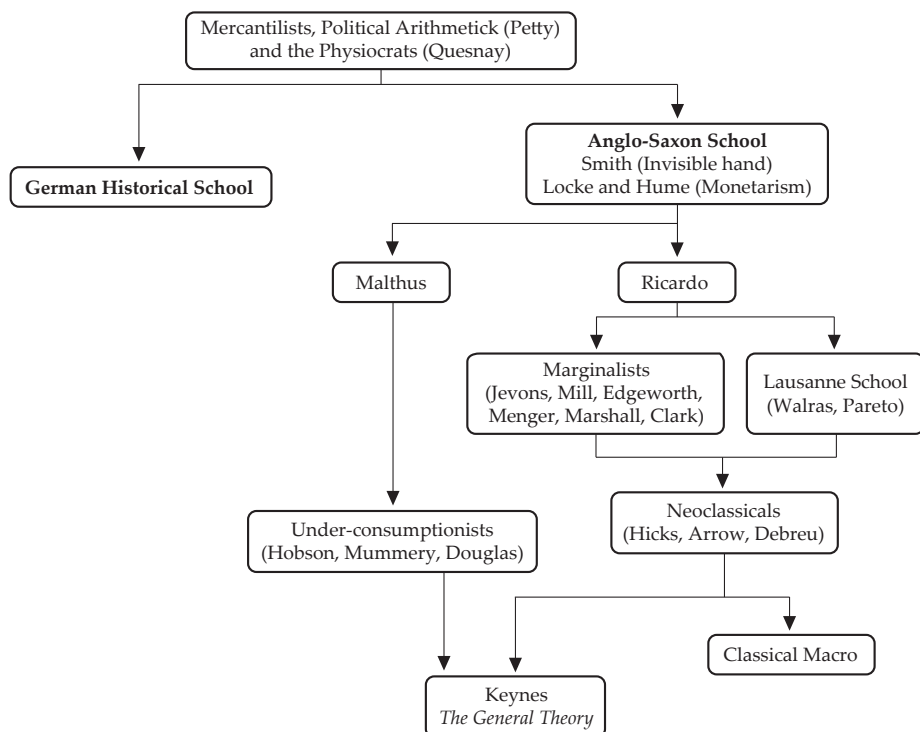 Mercantilists, Political Arithmetick (Petty)
and the Physiocrats (Quesnay)
Anglo-Saxon School
Smith (Invisible hand)
Locke and Hume (Monetarism)
German Historical School
Malthus
Ricardo
Marginalists
(Jevons, Mill, Edgeworth,
Menger, Marshall, Clark)
Lausanne School
(Walras, Pareto)
Neoclassicals
(Hicks, Arrow, Debreu)
Under-consumptionists
(Hobson, Mummery, Douglas)
Classical Macro
Keynes
The General Theory